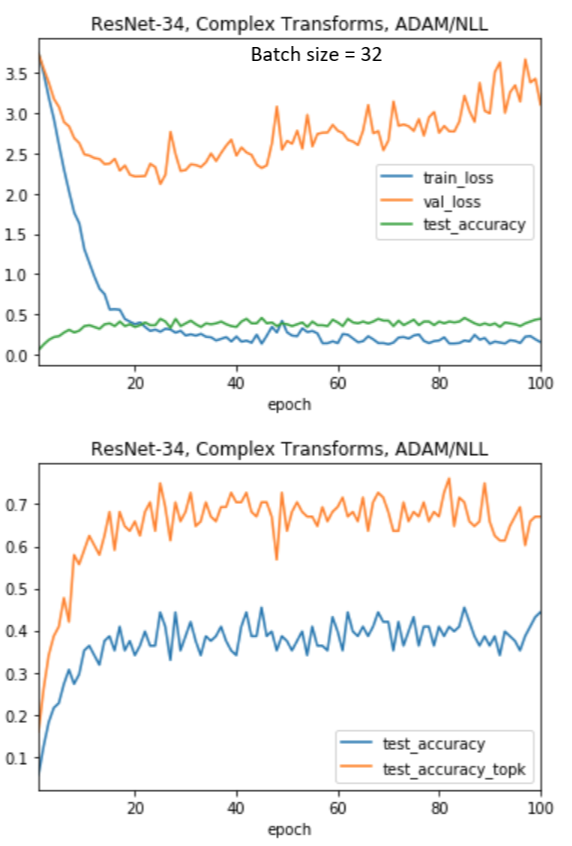 ResNet-34, Complex Transforms, ADAM/NLL
Batch size = 32
3.5
3.0
2.5
2.0
1.5
1.0
0.5
0.0
train_loss
val_loss
test_accuracy
20 40 60 80 100
epoch
ResNet-34, Complex Transforms, ADAM/NLL
0.7
0.6
0.5
0.4
0.3
0.2
0.1
test_accuracy
test_accuracy_topk
20 40 60 80 100
epoch